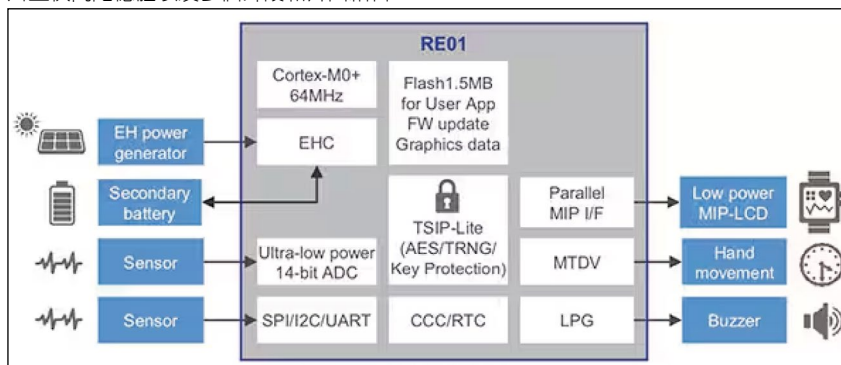 RE01
Cortex-M0+
64MHz
Flash1.5MB
for User App
FW update
Graphics data
EH power
generator
EHC
Secondary
battery
TSIP-Lite
(AES/TRNG/
Key Protection)
Parallel
MIP I/F
Low power
MIP-LCD
Sensor
Ultra-low power
14-bit ADC
MTDV
Hand
movement
Sensor
SPI/I2C/UART
CCC/RTC
LPG
Buzzer